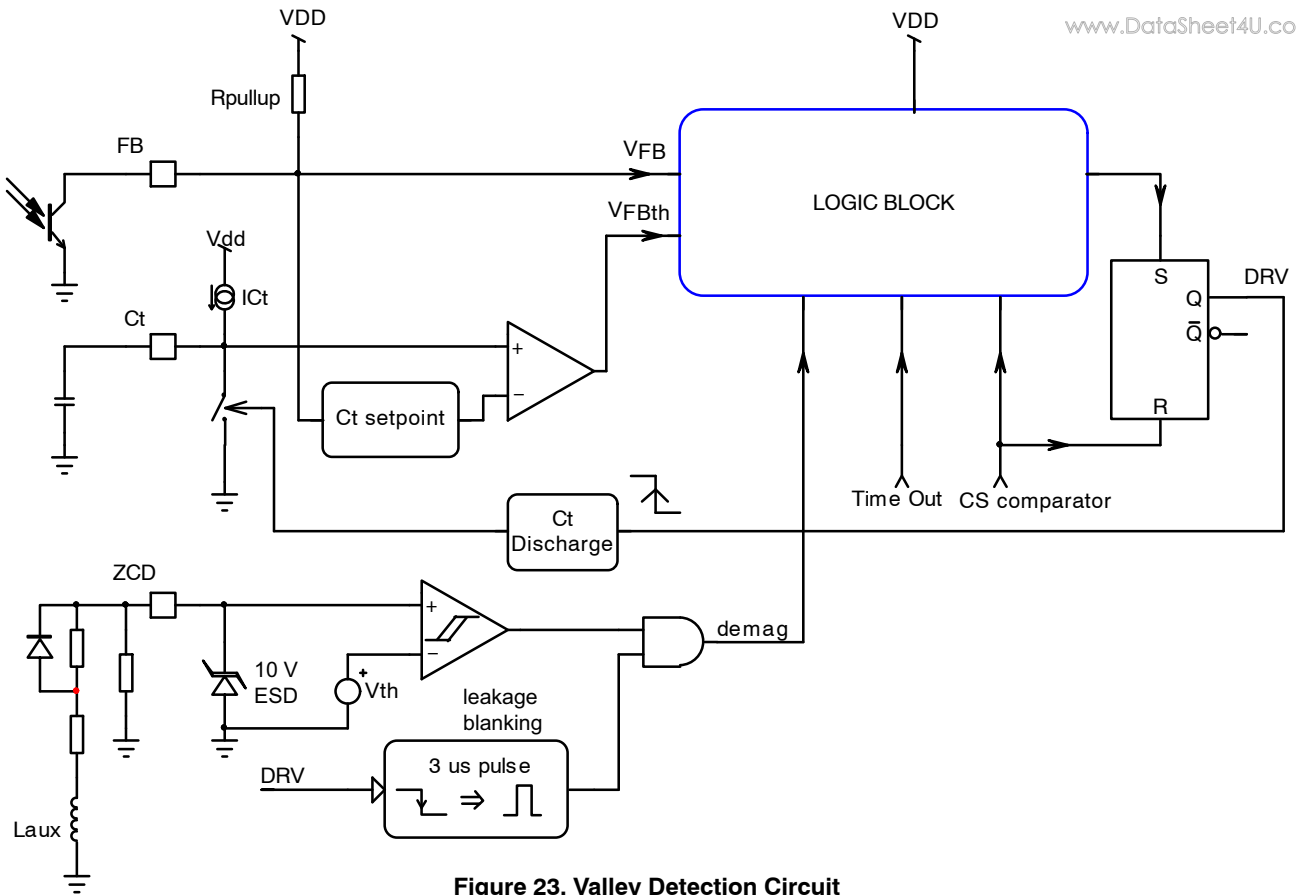 VDD
VDD
www.DataSheet4U.co
Rpullup
FB
VFB
LOGIC BLOCK
VFBth
Vdd
S
DRV
ICt
Q
Ct
Q̅
+
−
Ct setpoint
R
Time Out
CS comparator
Ct
Discharge
ZCD
+
demag
−
10 V
ESD
+
Vth
leakage
blanking
3 us pulse
DRV
⇒
Laux
Figure 23. Valley Detection Circuit